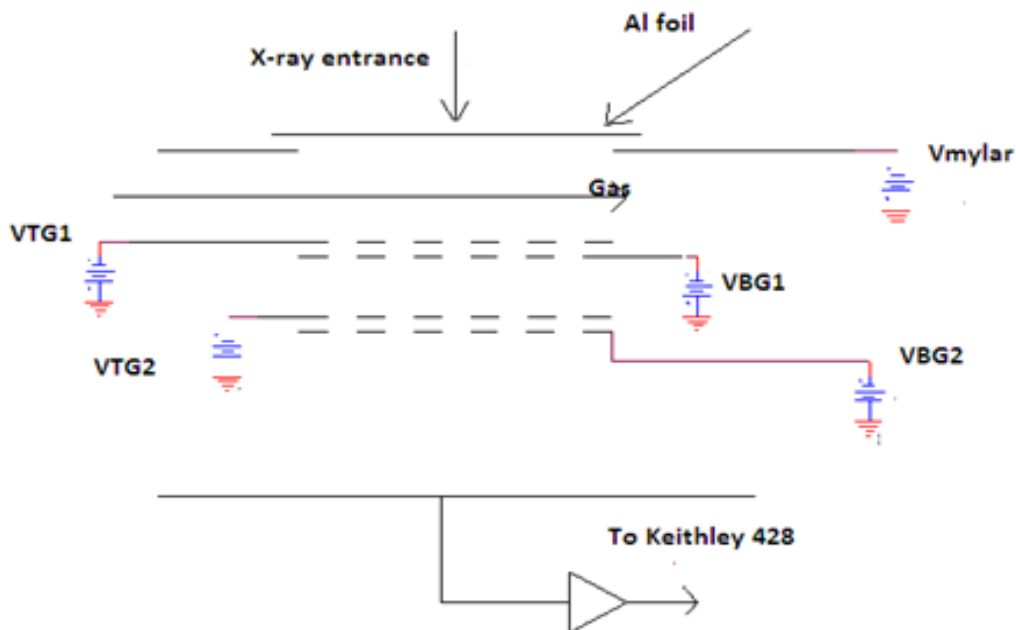 Al foil
X-ray entrance
Vmylar
Gas
VTG1
VBG1
VTG2
VBG2
To Keithley 428